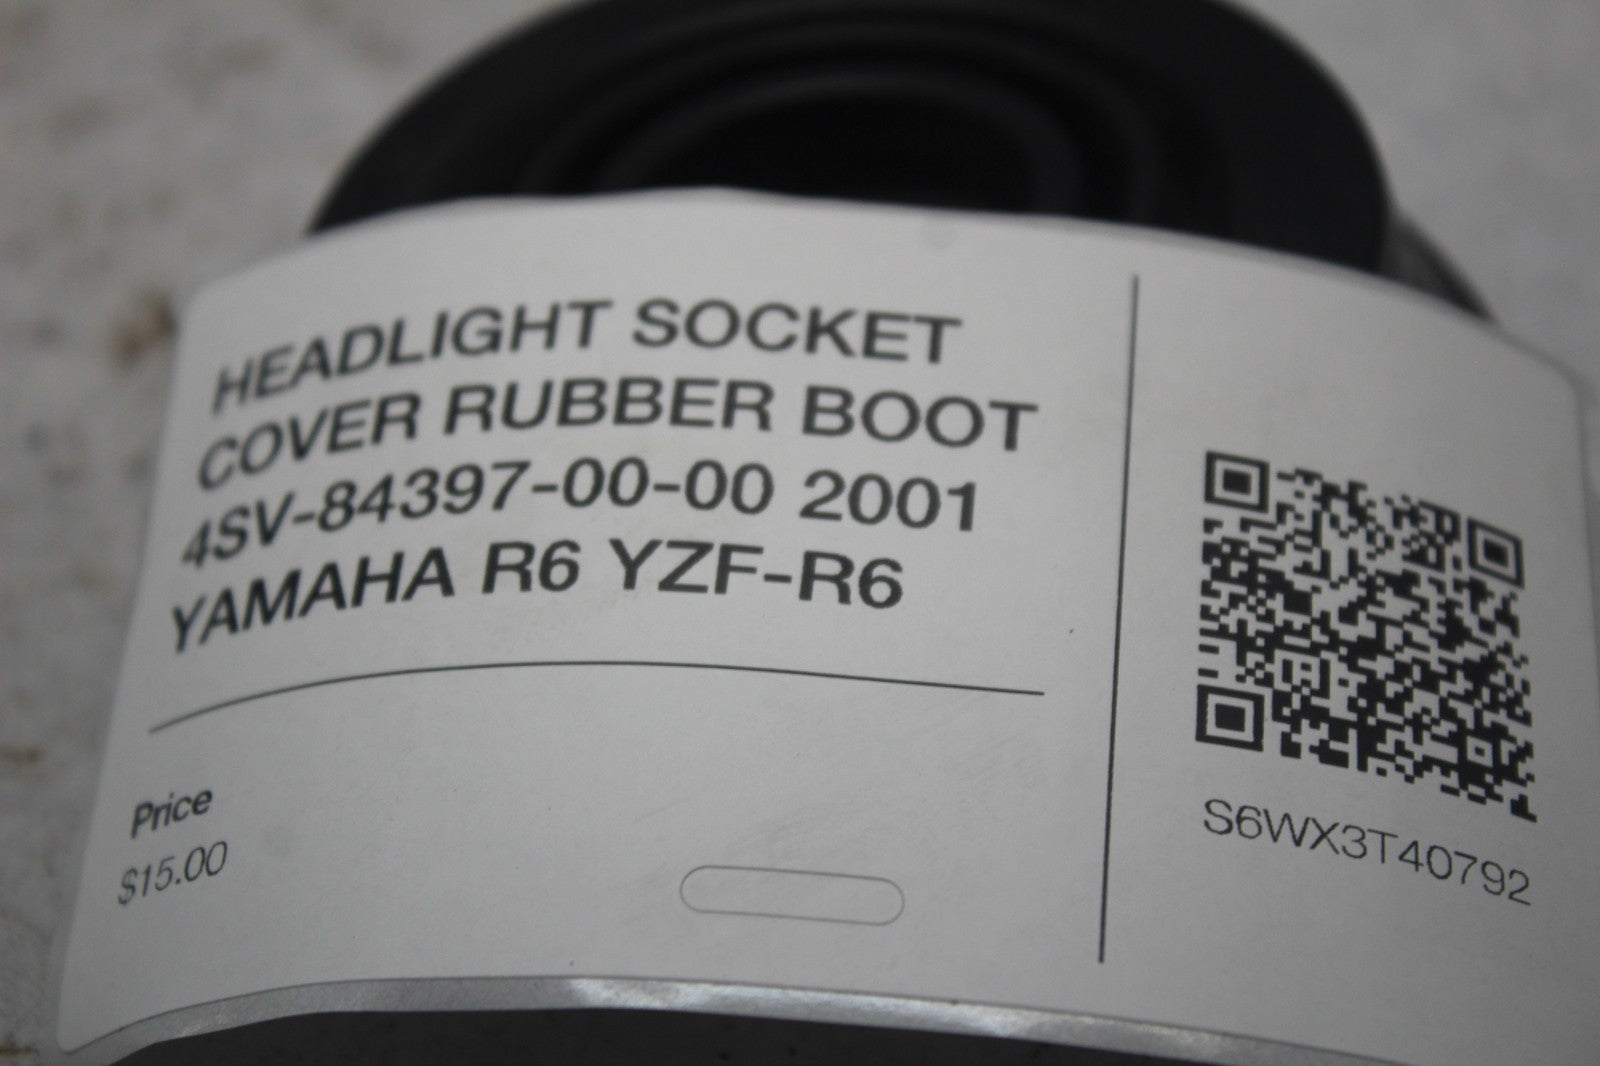 HEADLIGHT SOCKET
COVER RUBBER BOOT
4SV-84397-00-00 2001
YAMAHA R6 YZF-R6
Price
$15.00
S6WX3T40792